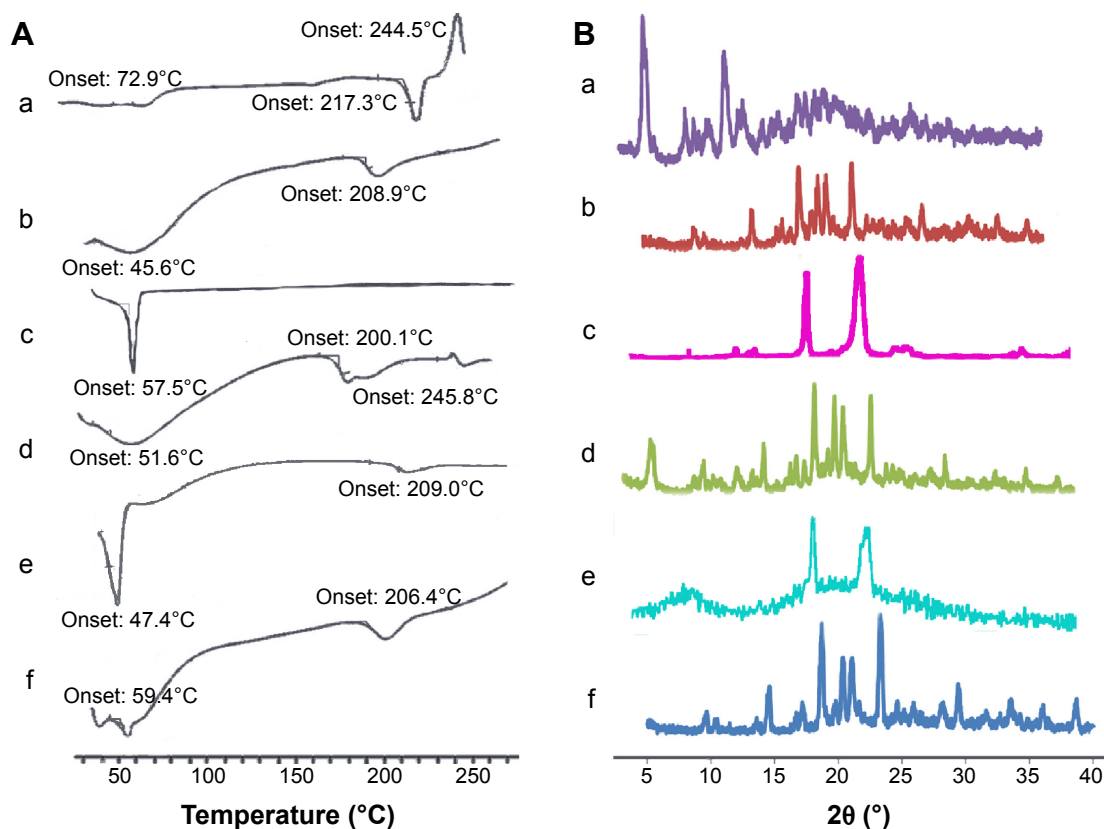 A
Onset: 244.5°C
Onset: 72.9°C
a
Onset: 217.3°C
b
Onset: 208.9°C
Onset: 45.6°C
c
Onset: 200.1°C
Onset: 57.5°C
Onset: 245.8°C
d
Onset: 51.6°C
Onset: 209.0°C
e
Onset: 47.4°C
Onset: 206.4°C
f
Onset: 59.4°C
50 100 150 200 250
Temperature (°C)
B
a
b
c
d
e
f
5 10 15 20 25 30 35 40
2θ (°)